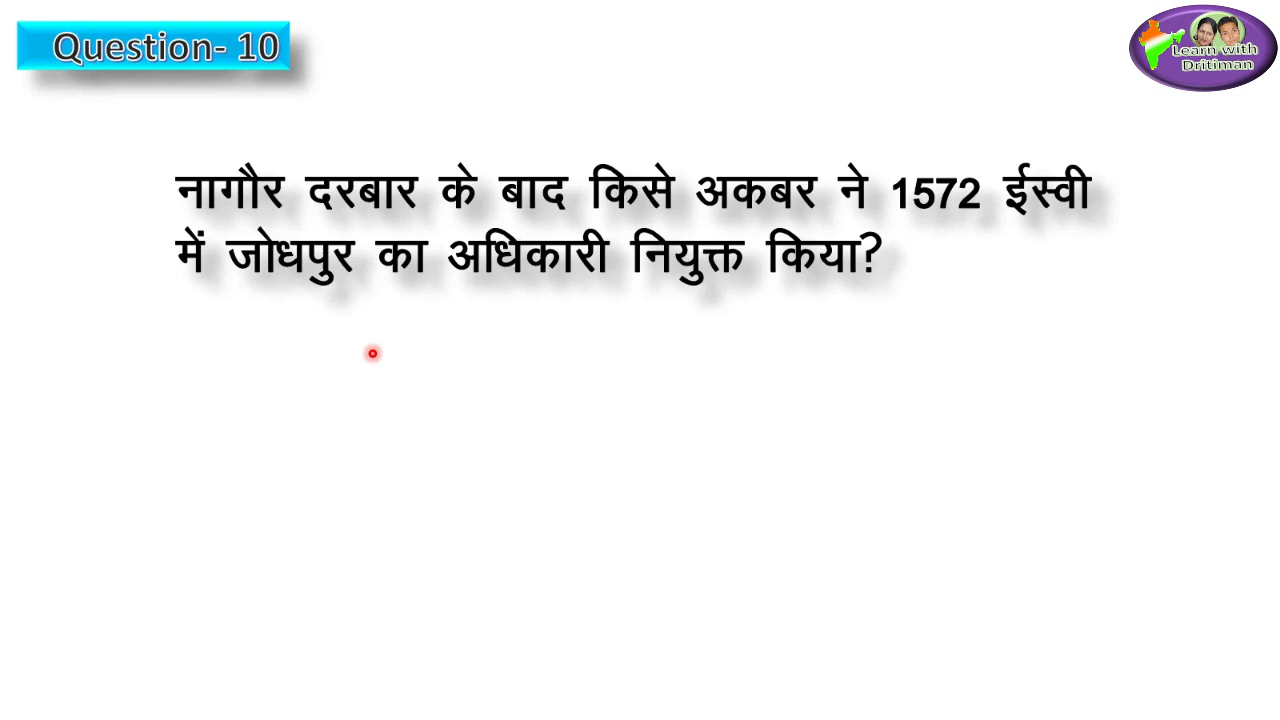 Question- 10
Learn with
Dritiman
नागौर दरबार के बाद किसे अकबर ने 1572 ईस्वी
में जोधपुर का अधिकारी नियुक्त किया?